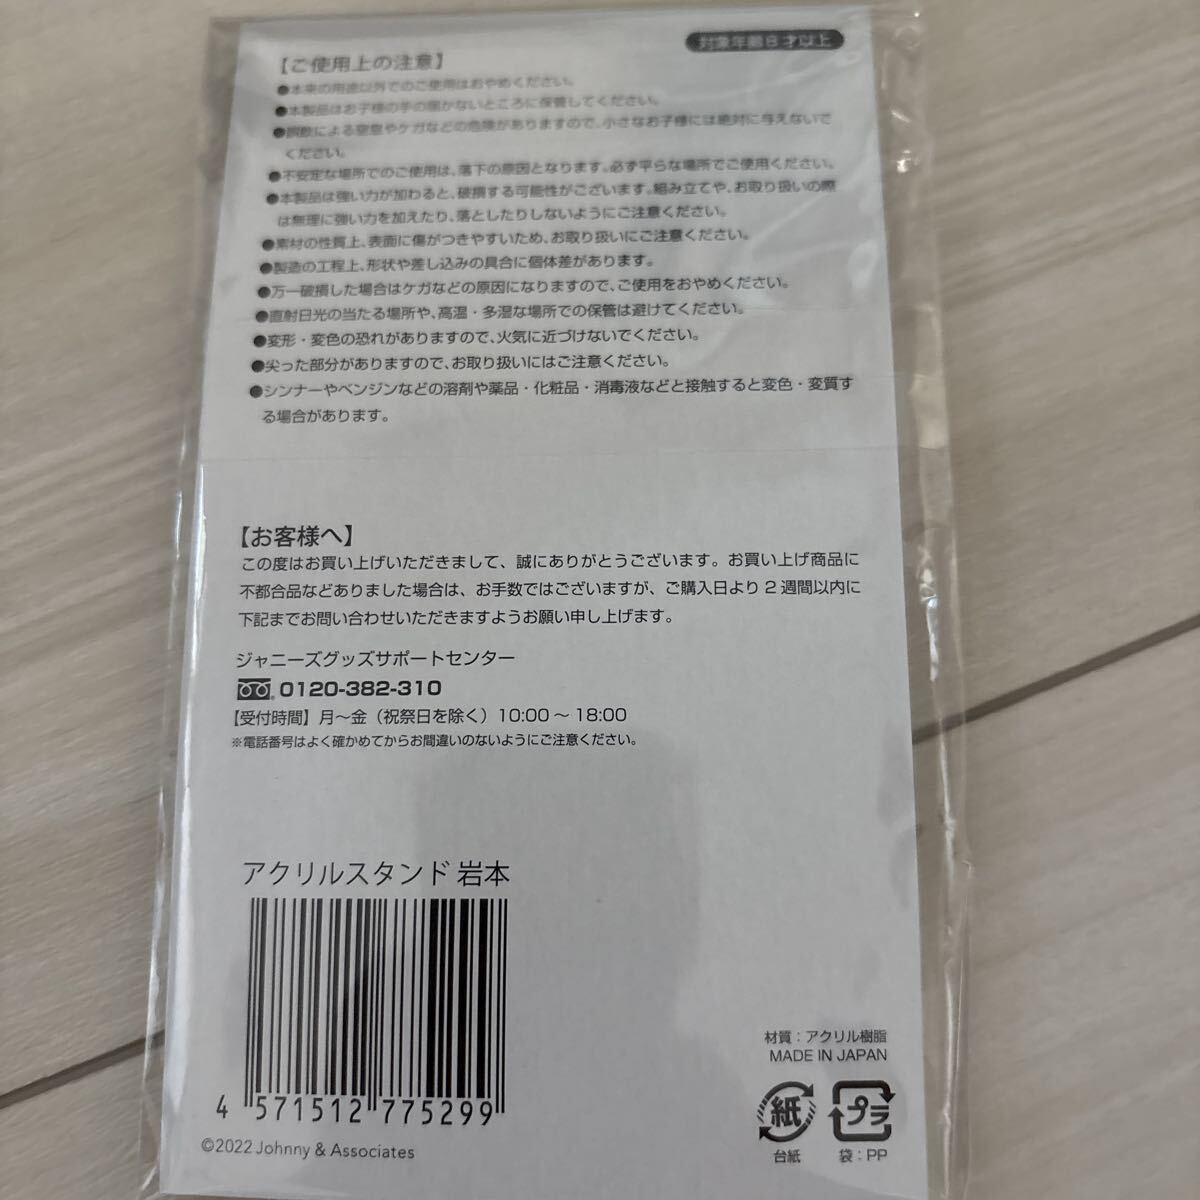 対象年齢8才以上
【ご使用上の注意】
●本来の用途以外でのご使用はおやめください。
●本製品はお子様の手の届かないところに保管してください。
●誤飲による窒息やケガなどの危険がありますので、小さなお子様には絶対に与えないで
ください。
●不安定な場所でのご使用は、落下の原因となります。必ず平らな場所でご使用ください。
●本製品は強い力が加わると、破損する可能性がございます。組み立てや、お取り扱いの際
は無理に強い力を加えたり、落としたりしないようにご注意ください。
●素材の性質上、表面に傷がつきやすいため、お取り扱いにご注意ください。
●製造の工程上、形状や差し込みの具合に個体差があります。
●万一破損した場合はケガなどの原因になりますので、ご使用をおやめください。
●直射日光の当たる場所や、高温・多湿な場所での保管は避けてください。
●変形・変色の恐れがありますので、火気に近づけないでください。
●尖った部分がありますので、お取り扱いにはご注意ください。
●シンナーやベンジンなどの溶剤や薬品・化粧品・消毒液などと接触すると変色・変質す
る場合があります。
【お客様へ】
この度はお買い上げいただきまして、誠にありがとうございます。お買い上げ商品に
不都合品などありました場合は、お手数ではございますが、ご購入日より2週間以内に
下記までお問い合わせいただきますようお願い申し上げます。
ジャニーズグッズサポートセンター
0120-382-310
【受付時間】月〜金（祝祭日を除く）10:00〜18:00
※電話番号はよく確かめてからお間違いのないようにご注意ください。
アクリルスタンド 岩本
4 571512 775299
©2022 Johnny & Associates
材質：アクリル樹脂
MADE IN JAPAN
紙 プラ
台紙 袋：PP